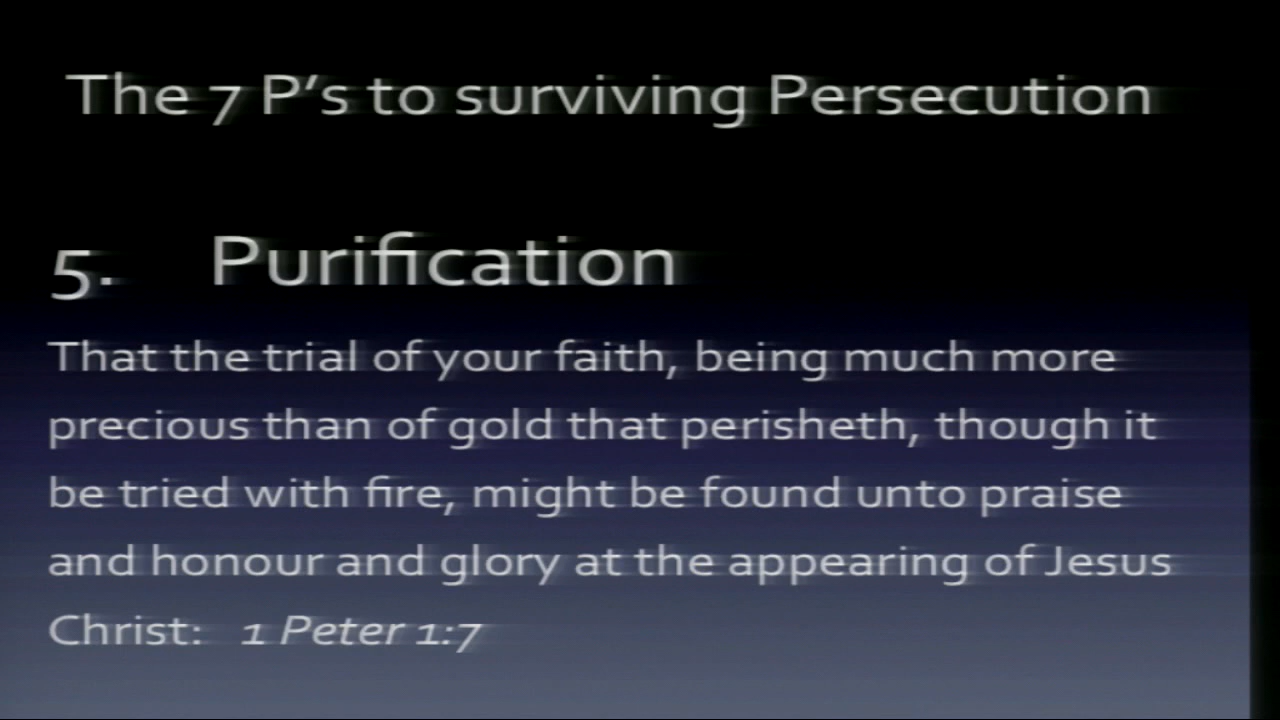 The 7 P's to surviving Persecution
5. Purification
That the trial of your faith, being much more
precious than of gold that perisheth, though it
be tried with fire, might be found unto praise
and honour and glory at the appearing of Jesus
Christ: 1 Peter 1:7